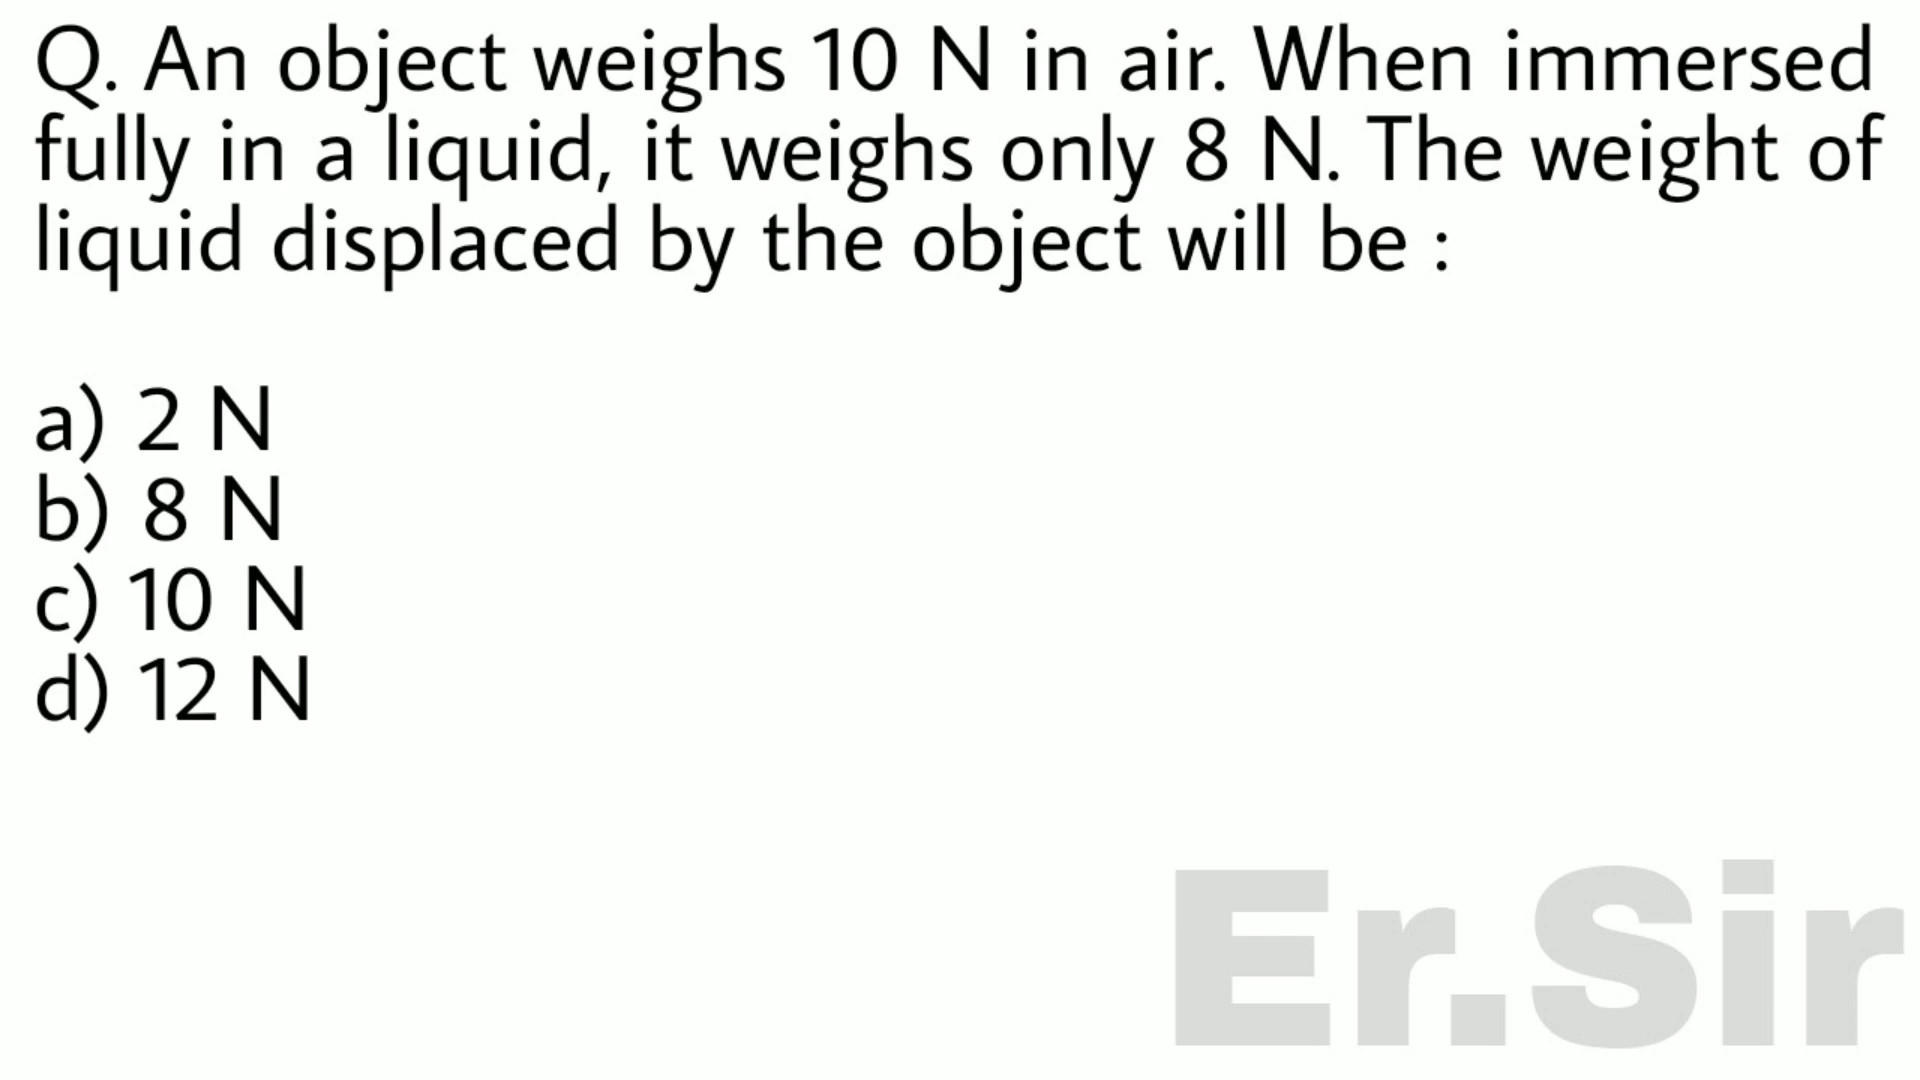 Q. An object weighs 10 N in air. When immersed
fully in a liquid, it weighs only 8 N. The weight of
liquid displaced by the object will be :
a) 2 N
b) 8 N
c) 10 N
d) 12 N
Er.Sir